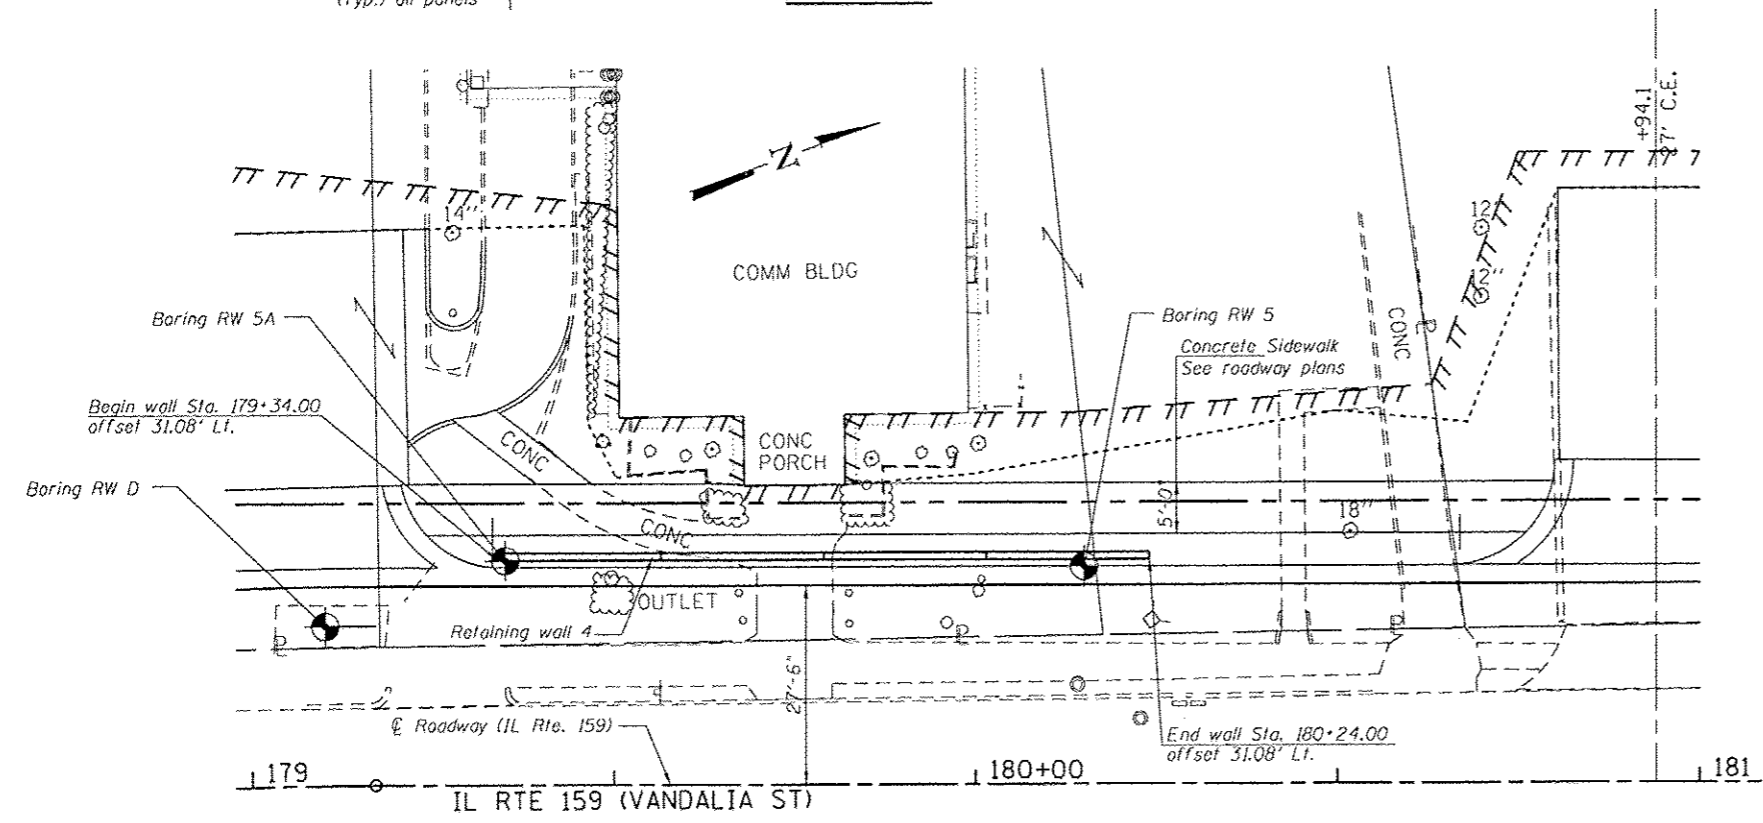 (Typ.) all panels
+94.1
37' C.E.
N
14"
12"
12"
COMM BLDG
Boring RW 5A
Boring RW 5
Concrete Sidewalk
See roadway plans
CONC
Begin wall Sta. 179+34.00
offset 31.08' Lt.
CONC
CONC
PORCH
Boring RW D
5'-0"
18"
CONC
OUTLET
Retaining wall 4
27'-6"
℄ Roadway (IL Rte. 159)
End wall Sta. 180+24.00
offset 31.08' Lt.
179
180+00
181
IL RTE 159 (VANDALIA ST)